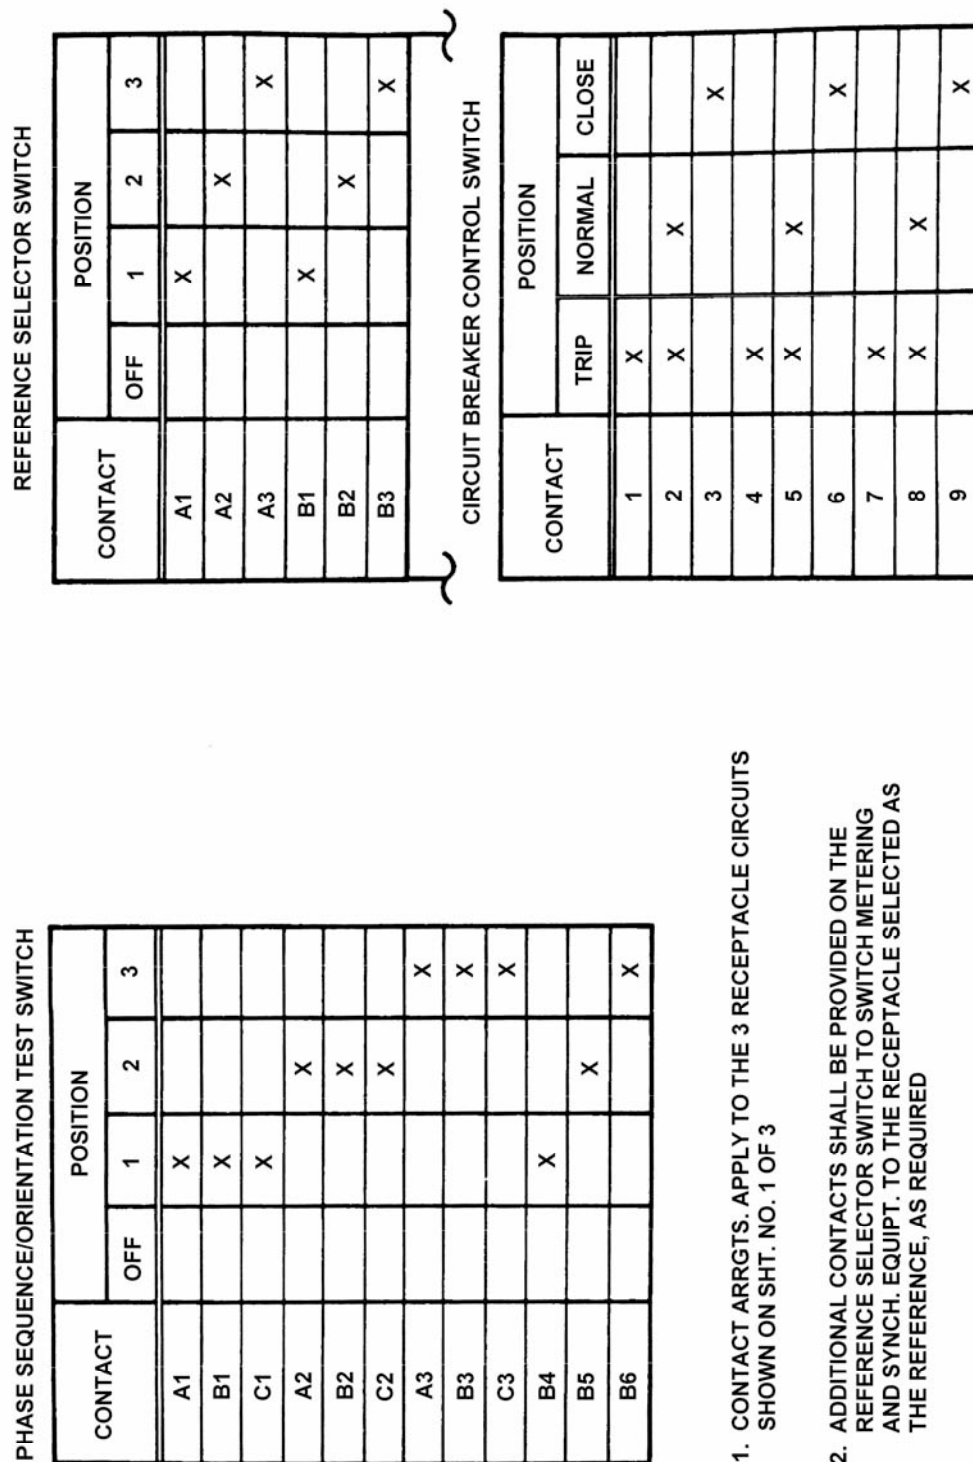 PHASE SEQUENCE/ORIENTATION TEST SWITCH
CONTACT POSITION
OFF 1 2 3
A1 X
B1 X
C1 X
A2 X
B2 X
C2 X
A3 X
B3 X
C3 X
B4 X
B5 X
B6 X
1. CONTACT ARRGTS. APPLY TO THE 3 RECEPTACLE CIRCUITS
SHOWN ON SHT. NO. 1 OF 3
2. ADDITIONAL CONTACTS SHALL BE PROVIDED ON THE
REFERENCE SELECTOR SWITCH TO SWITCH METERING
AND SYNCH. EQUIPT. TO THE RECEPTACLE SELECTED AS
THE REFERENCE, AS REQUIRED
REFERENCE SELECTOR SWITCH
CONTACT POSITION
OFF 1 2 3
A1 X
A2 X
A3 X
B1 X
B2 X
B3 X
CIRCUIT BREAKER CONTROL SWITCH
CONTACT POSITION
TRIP NORMAL CLOSE
1 X
2 X X
3 X
4 X
5 X X
6 X
7 X
8 X X
9 X